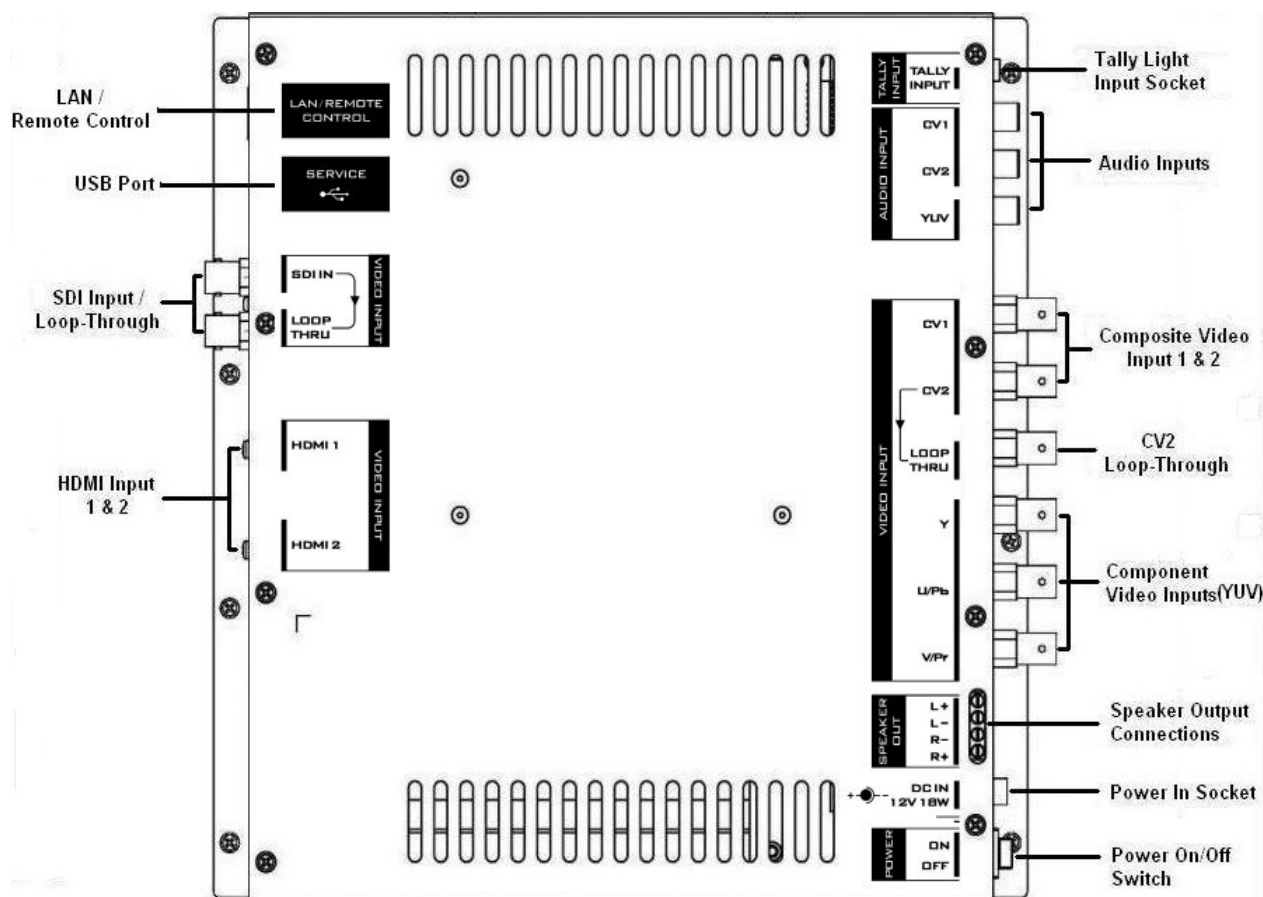 LAN /
Remote Control
USB Port
SDI Input /
Loop-Through
HDMI Input
1 & 2
LAN/REMOTE
CONTROL
SERVICE
SDI IN
LOOP
THRU
VIDEO INPUT
HDMI 1
HDMI 2
VIDEO INPUT
TALLY
INPUT
TALLY
INPUT
AUDIO INPUT
CV1
CV2
YUV
VIDEO INPUT
CV1
CV2
LOOP
THRU
Y
U/Pb
V/Pr
SPEAKER
OUT
L+
L-
R-
R+
DC IN
12V 18W
POWER
ON
OFF
Tally Light
Input Socket
Audio Inputs
Composite Video
Input 1 & 2
CV2
Loop-Through
Component
Video Inputs(YUV)
Speaker Output
Connections
Power In Socket
Power On/Off
Switch